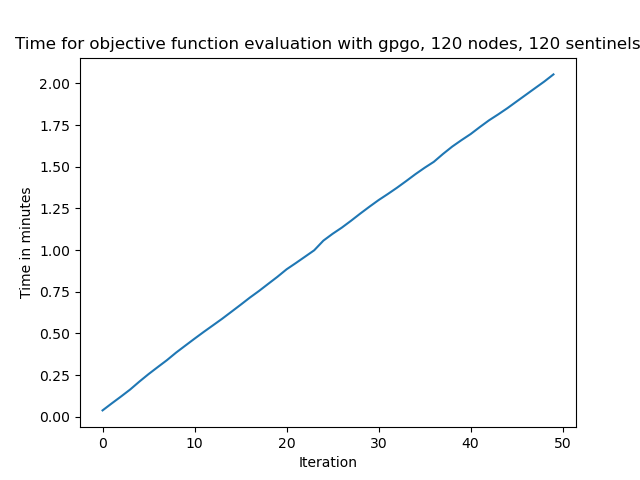 Time for objective function evaluation with gpgo, 120 nodes, 120 sentinels
2.00
1.75
1.50
1.25
1.00
0.75
0.50
0.25
0.00
Time in minutes
0 10 20 30 40 50
Iteration